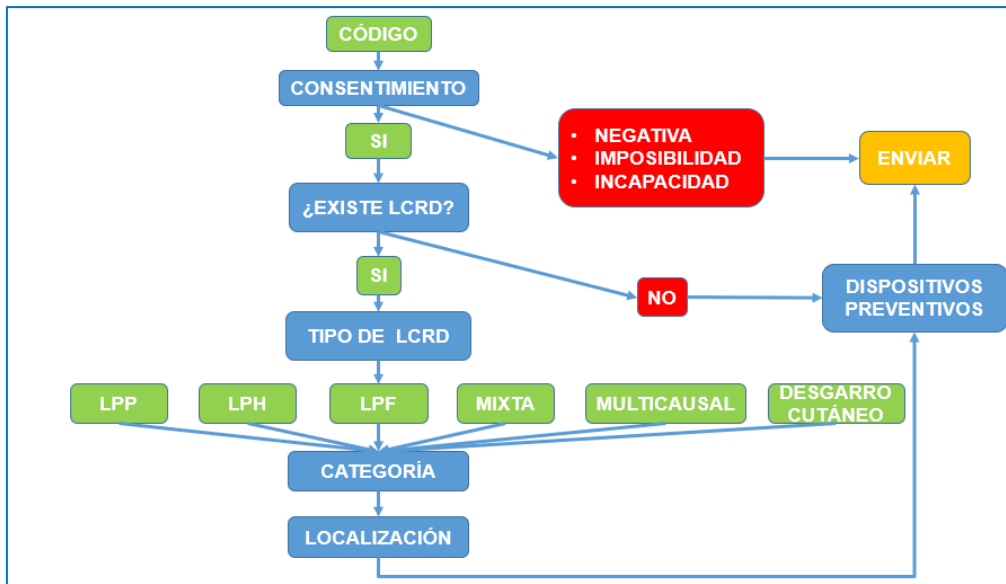 CÓDIGO
CONSENTIMIENTO
SI
• NEGATIVA
• IMPOSIBILIDAD
• INCAPACIDAD
ENVIAR
¿EXISTE LCRD?
SI
NO
DISPOSITIVOS
PREVENTIVOS
TIPO DE LCRD
LPP
LPH
LPF
MIXTA
MULTICAUSAL
DESGARRO
CUTÁNEO
CATEGORÍA
LOCALIZACIÓN